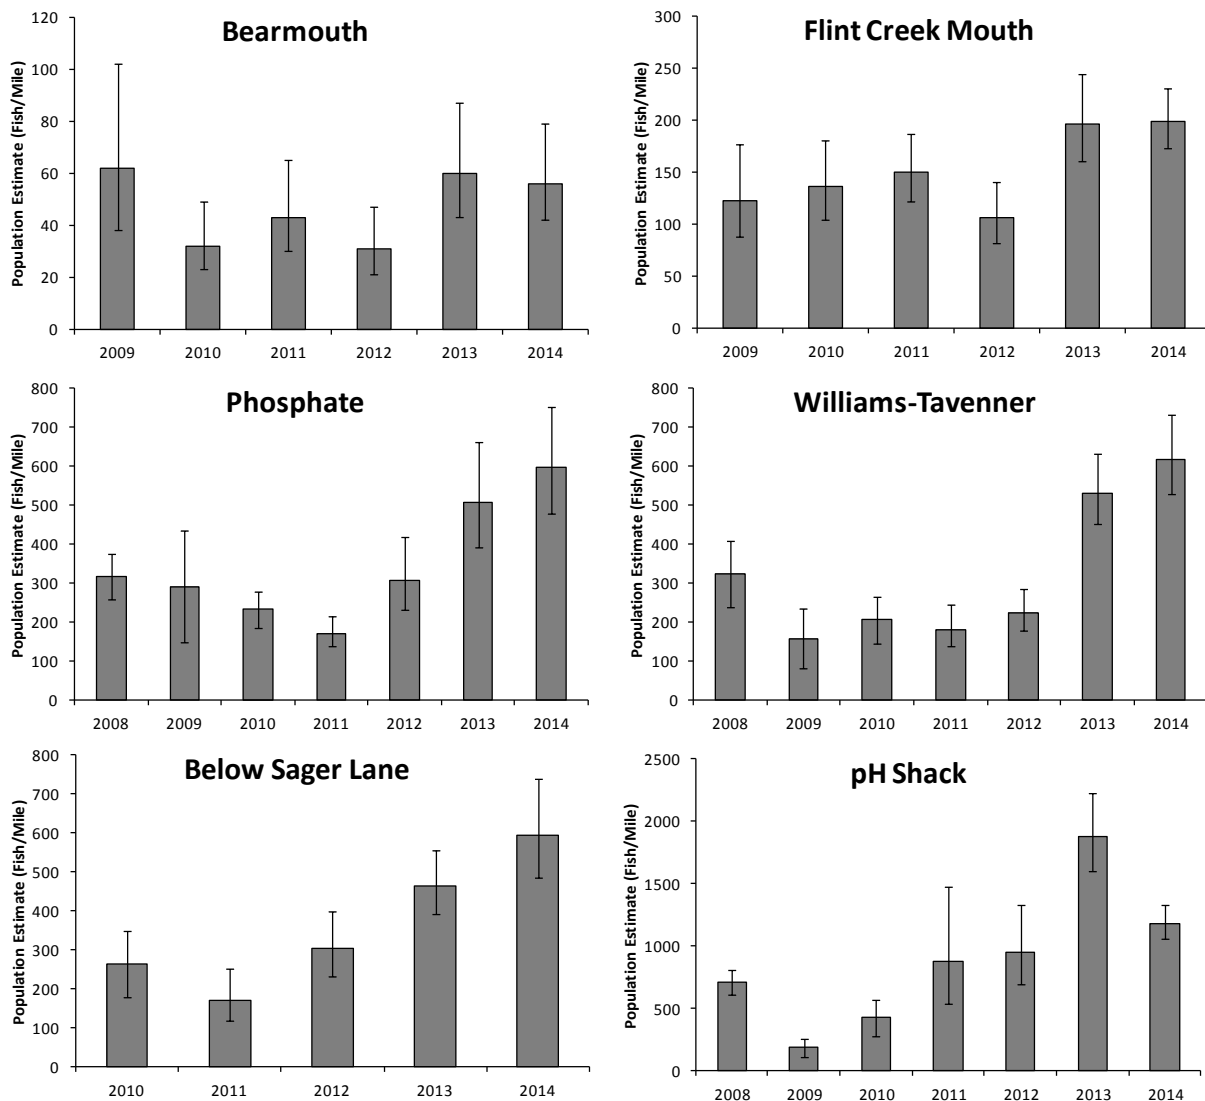 Bearmouth
Population Estimate (Fish/Mile)
120
100
80
60
40
20
0
2009 2010 2011 2012 2013 2014
Flint Creek Mouth
Population Estimate (Fish/Mile)
300
250
200
150
100
50
0
2009 2010 2011 2012 2013 2014
Phosphate
Population Estimate (Fish/Mile)
800
700
600
500
400
300
200
100
0
2008 2009 2010 2011 2012 2013 2014
Williams-Tavenner
Population Estimate (Fish/Mile)
800
700
600
500
400
300
200
100
0
2008 2009 2010 2011 2012 2013 2014
Below Sager Lane
Population Estimate (Fish/Mile)
800
700
600
500
400
300
200
100
0
2010 2011 2012 2013 2014
pH Shack
Population Estimate (Fish/Mile)
2500
2000
1500
1000
500
0
2008 2009 2010 2011 2012 2013 2014